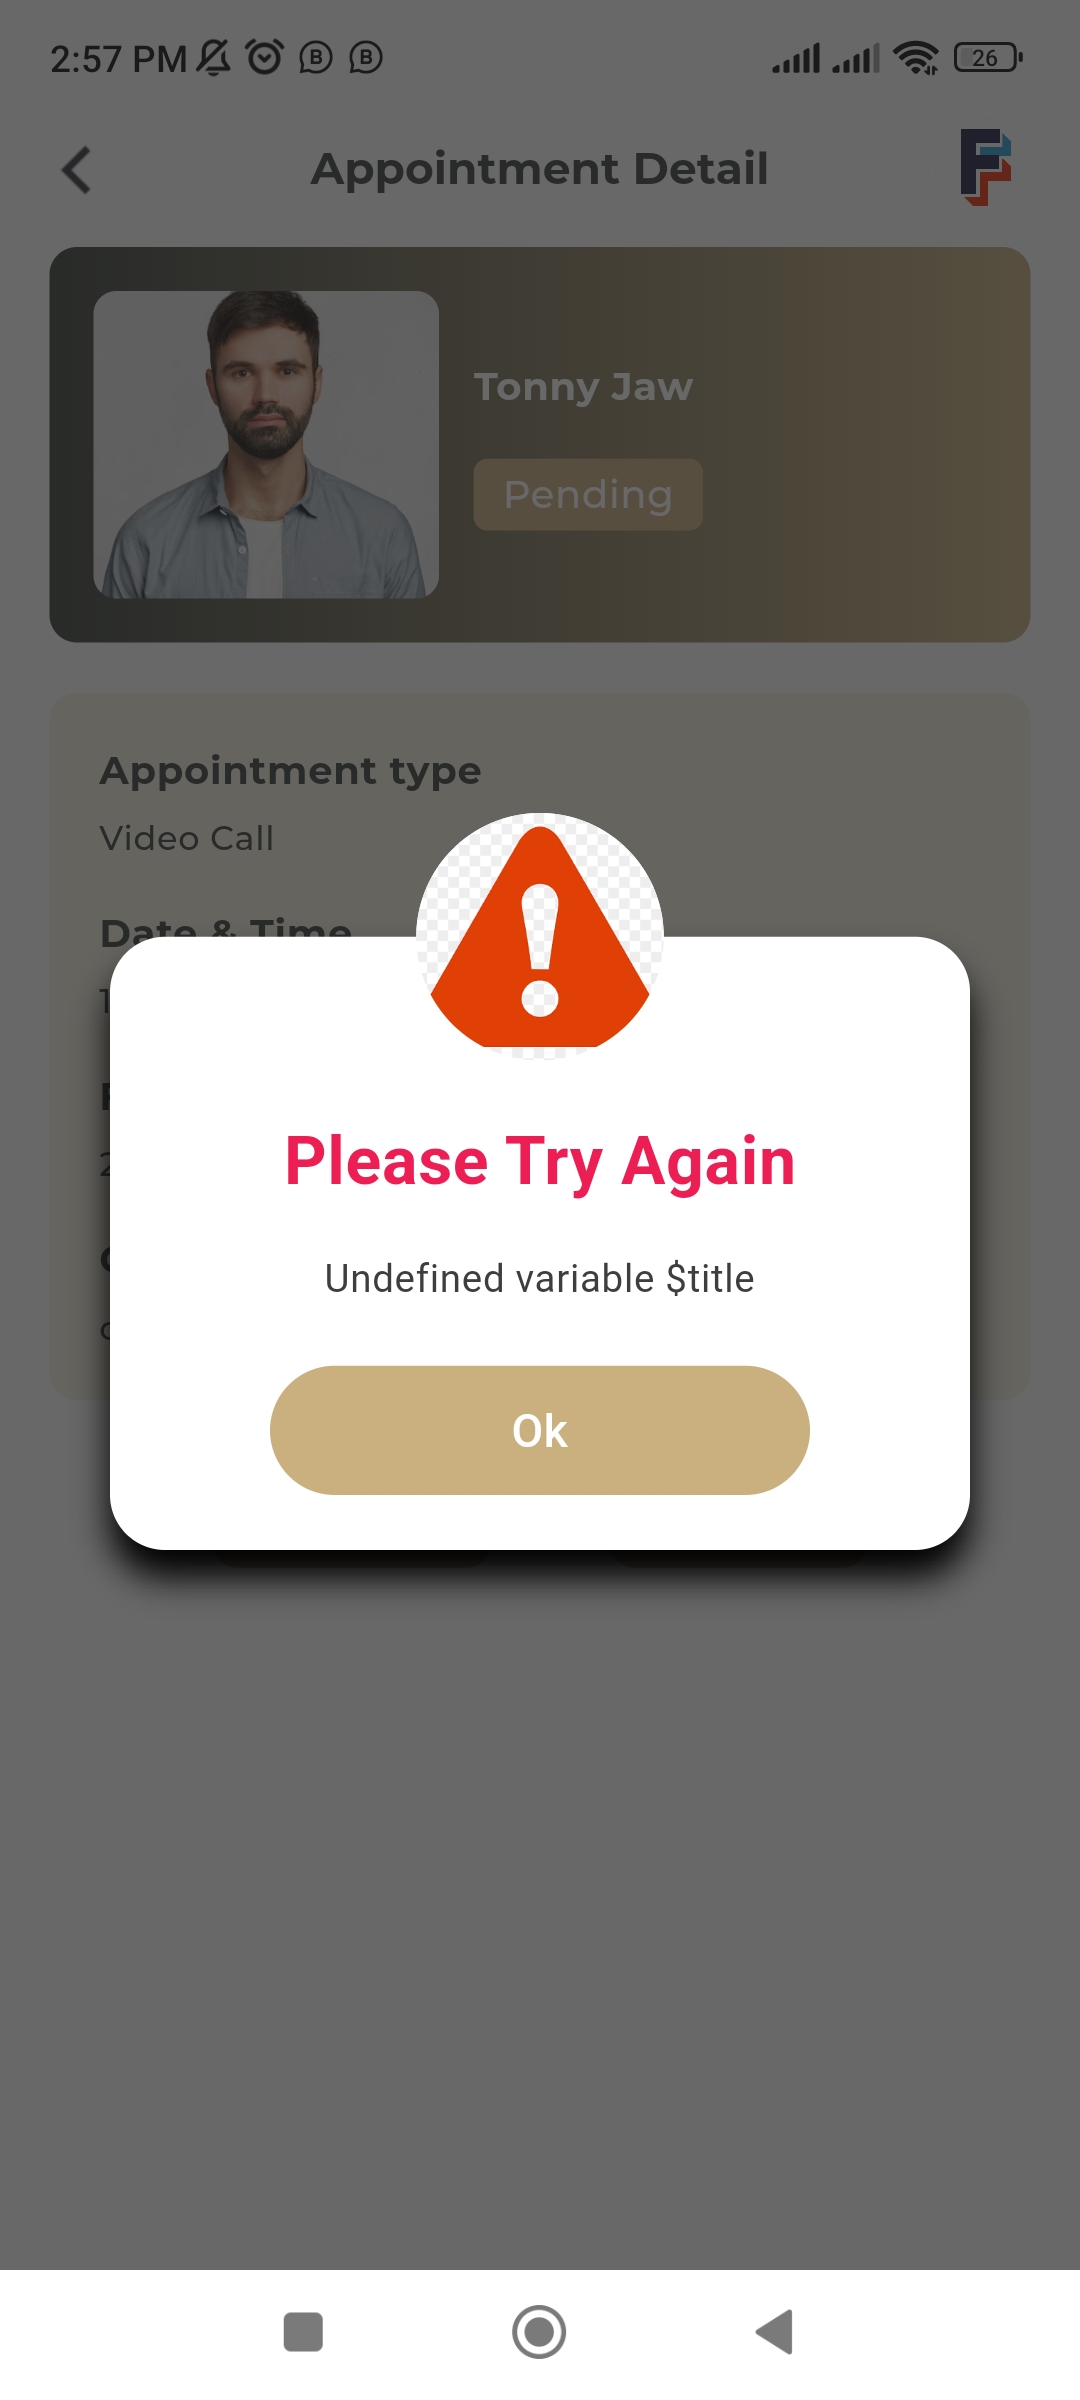 2:57 PM
26
Appointment Detail
Tonny Jaw
Pending
Appointment type
Video Call
Date & Time
Please Try Again
Undefined variable $title
Ok